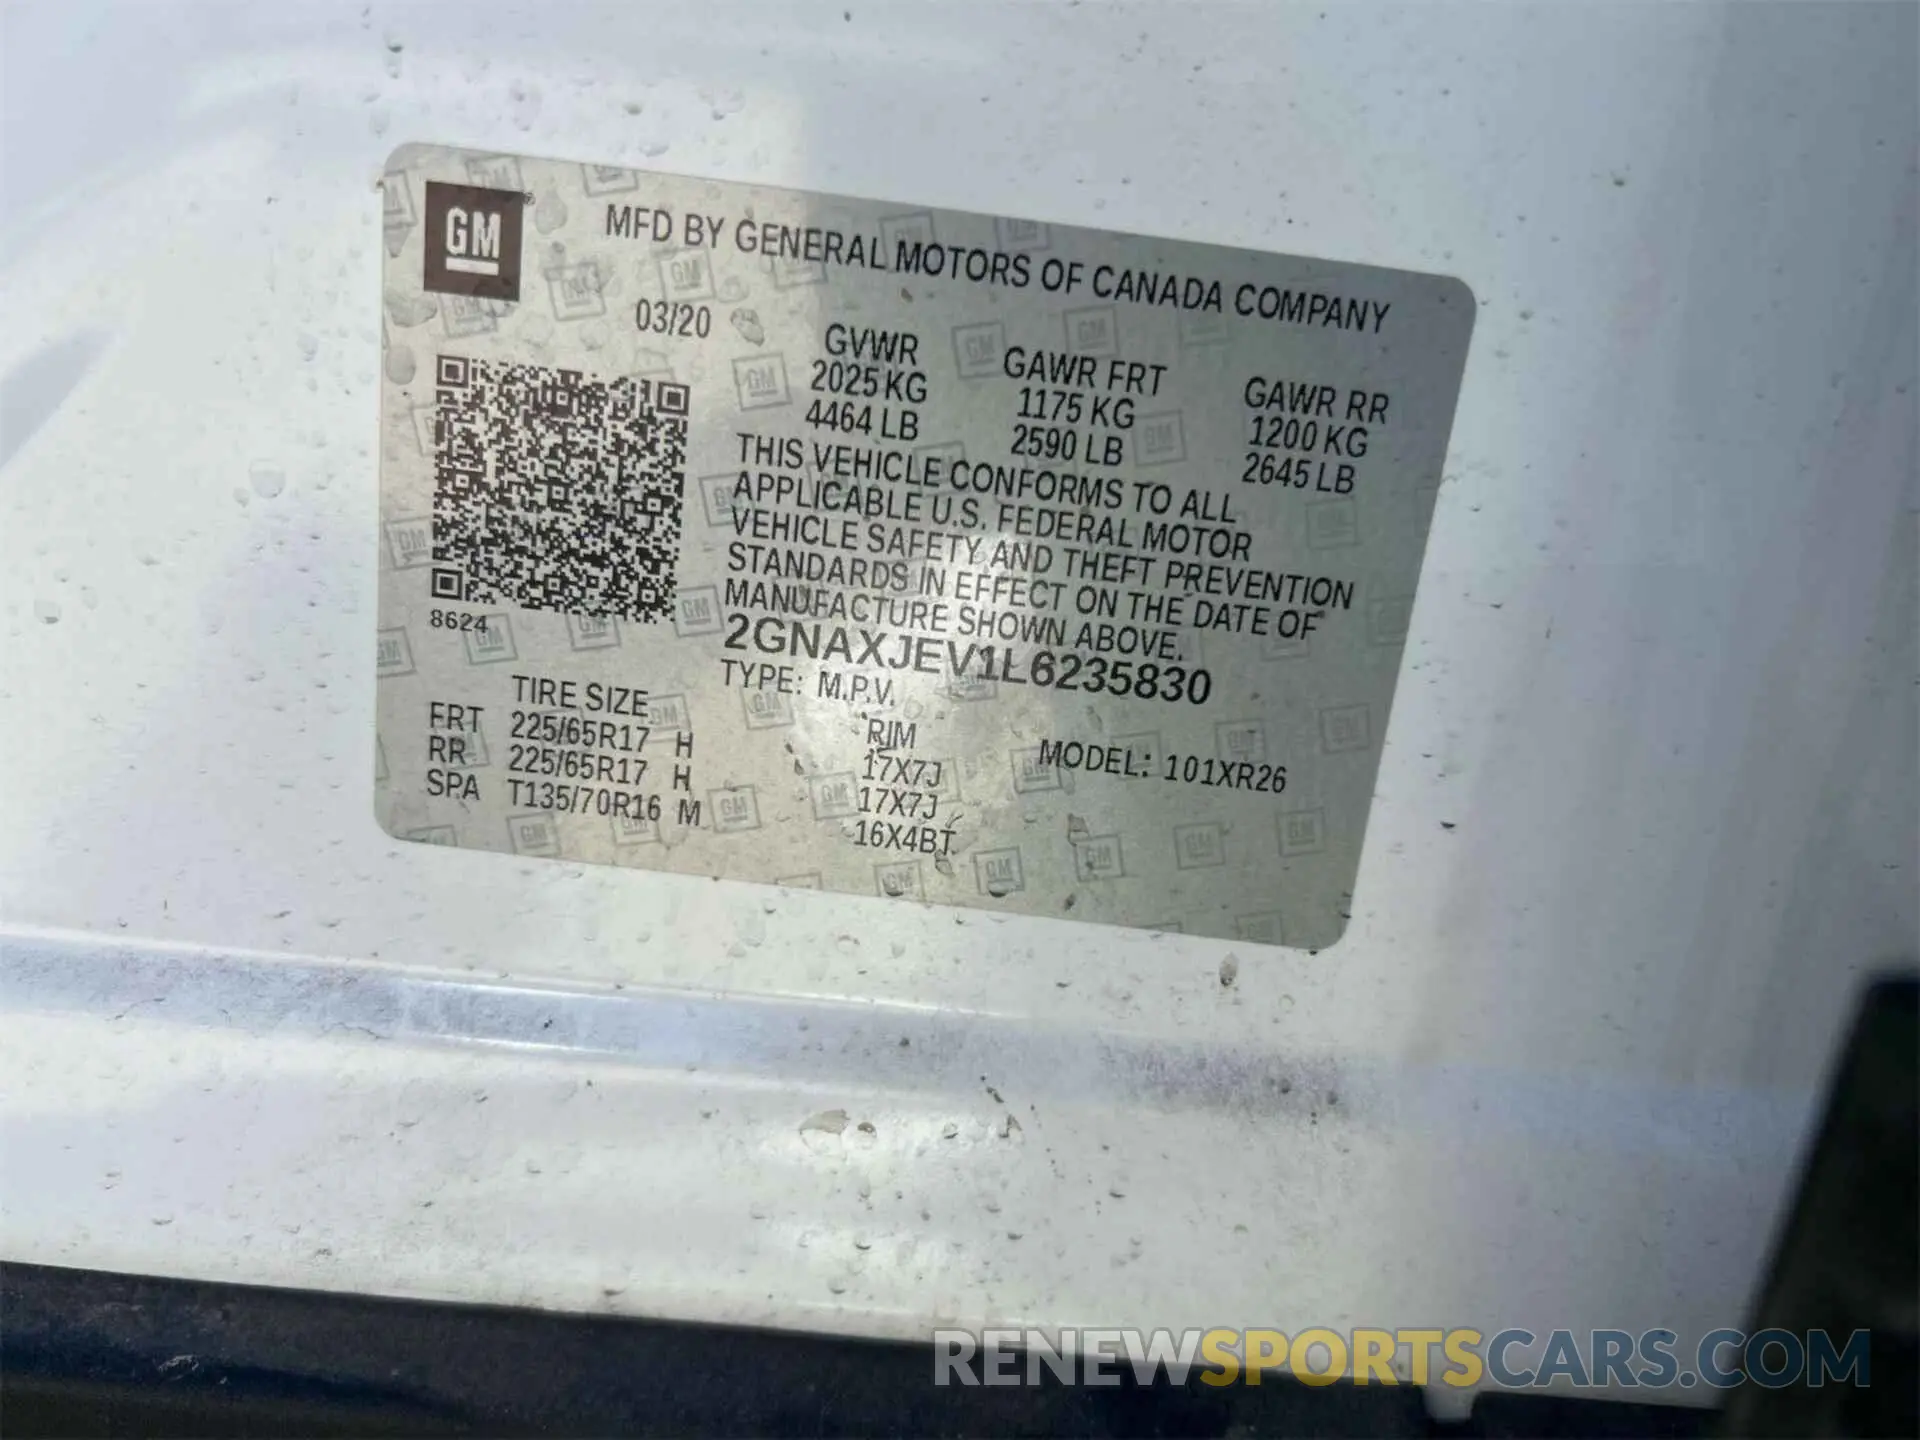 GM
MFD BY GENERAL MOTORS OF CANADA COMPANY
03/20
GVWR GAWR FRT GAWR RR
2025 KG 1175 KG 1200 KG
4464 LB 2590 LB 2645 LB
THIS VEHICLE CONFORMS TO ALL
APPLICABLE U.S. FEDERAL MOTOR
VEHICLE SAFETY AND THEFT PREVENTION
STANDARDS IN EFFECT ON THE DATE OF
MANUFACTURE SHOWN ABOVE.
8624
2GNAXJEV1L6235830
TYPE: M.P.V.
TIRE SIZE RIM MODEL: 101XR26
FRT 225/65R17 H 17X7J
RR 225/65R17 H 17X7J
SPA T135/70R16 M 16X4BT
RENEWSPORTSCARS.COM